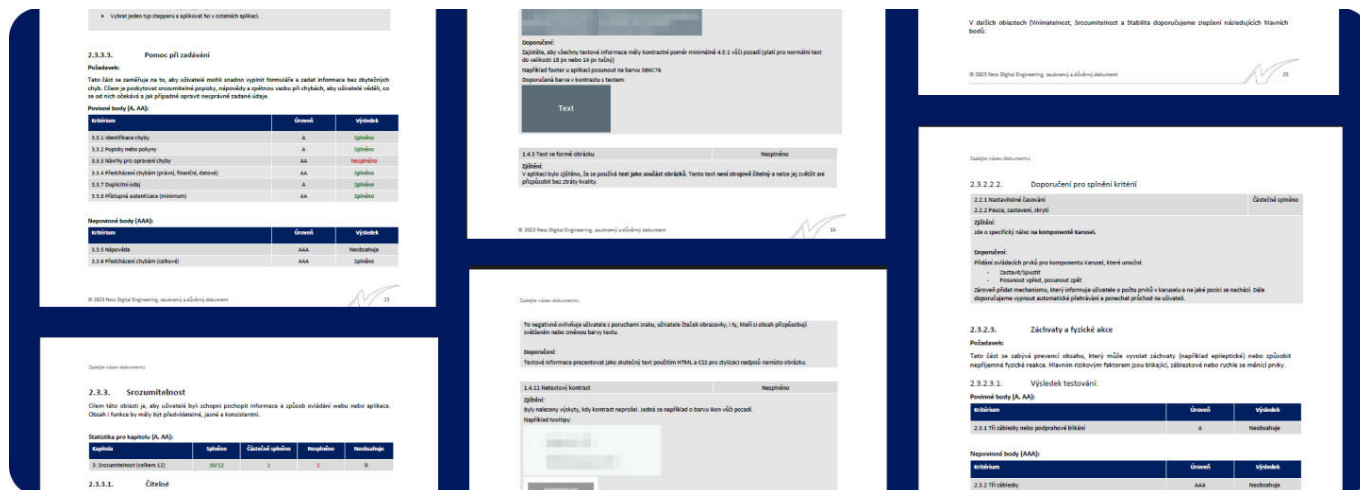 • Vybrat jeden typ stepperu a aplikovat ho v ostatních aplikací.
2.3.3.3. Pomoc při zadávání
Požadavek:
Tato část se zaměřuje na to, aby uživatelé mohli snadno vyplnit formuláře a zadat informace bez zbytečných
chyb. Cílem je poskytovat srozumitelné popisky, nápovědy a zpětnou vazbu při chybách, aby uživatelé věděli, co
se od nich očekává a jak případně opravit nesprávně zadané údaje.
Povinné body (A, AA):
Kritérium Úroveň Výsledek
3.3.1 Identifikace chyby A Splněno
3.3.2 Popisky nebo pokyny A Splněno
3.3.3 Návrhy pro opravení chyby AA Nesplněno
3.3.4 Předcházení chybám (právní, finanční, datové) AA Splněno
3.3.7 Duplicitní údaj A Splněno
3.3.8 Přístupná autentizace (minimum) AA Splněno
Nepovinné body (AAA):
Kritérium Úroveň Výsledek
3.3.5 Nápověda AAA Neobsahuje
3.3.6 Předcházení chybám (celkové) AAA Splněno
© 2023 Ness Digital Engineering, soukromý a důvěrný dokument 23
Zadejte název dokumentu
2.3.3. Srozumitelnost
Cílem této oblasti je, aby uživatelé byli schopni pochopit informace a způsob ovládání webu nebo aplikace.
Obsah i funkce by měly být předvídatelné, jasné a konzistentní.
Statistika pro kapitolu (A, AA):
Kapitola Splněno Částečně splněno Nesplněno Neobsahuje
3. Srozumitelnost (celkem 12) 10/12 1 1 0
2.3.3.1. Čitelné
Doporučení:
Zajistěte, aby všechny textové informace měly kontrastní poměr minimálně 4.5:1 vůči pozadí (platí pro normální text
do velikosti 18 px nebo 14 px tučný)
Například footer u aplikací posunout na barvu 586C76
Doporučená barva v kontrastu s textem:
Text
1.4.5 Text ve formě obrázku Nesplněno
Zjištění:
V aplikaci bylo zjištěno, že se používá text jako součást obrázků. Tento text není strojově čitelný a nelze jej zvětšit ani
přizpůsobit bez ztráty kvality.
© 2023 Ness Digital Engineering, soukromý a důvěrný dokument 14
Zadejte název dokumentu
To negativně ovlivňuje uživatele s poruchami zraku, uživatele čteček obrazovky, i ty, kteří si obsah přizpůsobují
zvětšením nebo změnou barvy textu.
Doporučení:
Textové informace prezentovat jako skutečný text použitím HTML a CSS pro stylizaci nadpisů namísto obrázku.
1.4.11 Netextový kontrast Nesplněno
Zjištění:
Byly nalezeny výskyty, kdy kontrast neprošel. Jedná se například o barvu ikon vůči pozadí.
Například tooltipy:
V dalších oblastech (Vnímatelnost, Srozumitelnost a Stabilita doporučujeme zlepšení následujících hlavních
bodů:
© 2023 Ness Digital Engineering, soukromý a důvěrný dokument 25
Zadejte název dokumentu
2.3.2.2.2. Doporučení pro splnění kritérií
2.2.1 Nastavitelné časování Částečně splněno
2.2.2 Pauza, zastavení, skrytí
Zjištění:
Jde o specifický nález na komponentě Karusel.
Doporučení:
Přidání ovládacích prvků pro komponentu Karusel, které umožní:
- Zastavit/Spustit
- Posunout vpřed, posunout zpět
Zároveň přidat mechanismu, který informuje uživatele o počtu prvků v karuselu a na jaké pozici se nachází. Dále
doporučujeme vypnout automatické přehrávání a ponechat průchod na uživateli.
2.3.2.3. Záchvaty a fyzické akce
Požadavek:
Tato část se zabývá prevencí obsahu, který může vyvolat záchvaty (například epileptické) nebo způsobit
nepříjemné fyzické reakce. Hlavním rizikovým faktorem jsou blikající, zábleskové nebo rychle se měnící prvky.
2.3.2.3.1. Výsledek testování:
Povinné body (A, AA):
Kritérium Úroveň Výsledek
2.3.1 Tři záblesky nebo podprahové blikání A Neobsahuje
Nepovinné body (AAA):
Kritérium Úroveň Výsledek
2.3.2 Tři záblesky AAA Neobsahuje